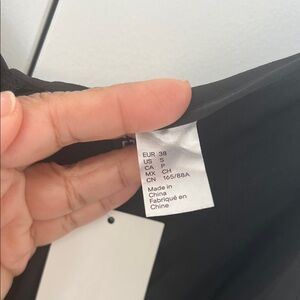 EUR 38
US S
CA P
MX CH
CN 165/88A
Made in
China
Fabriqué en
Chine